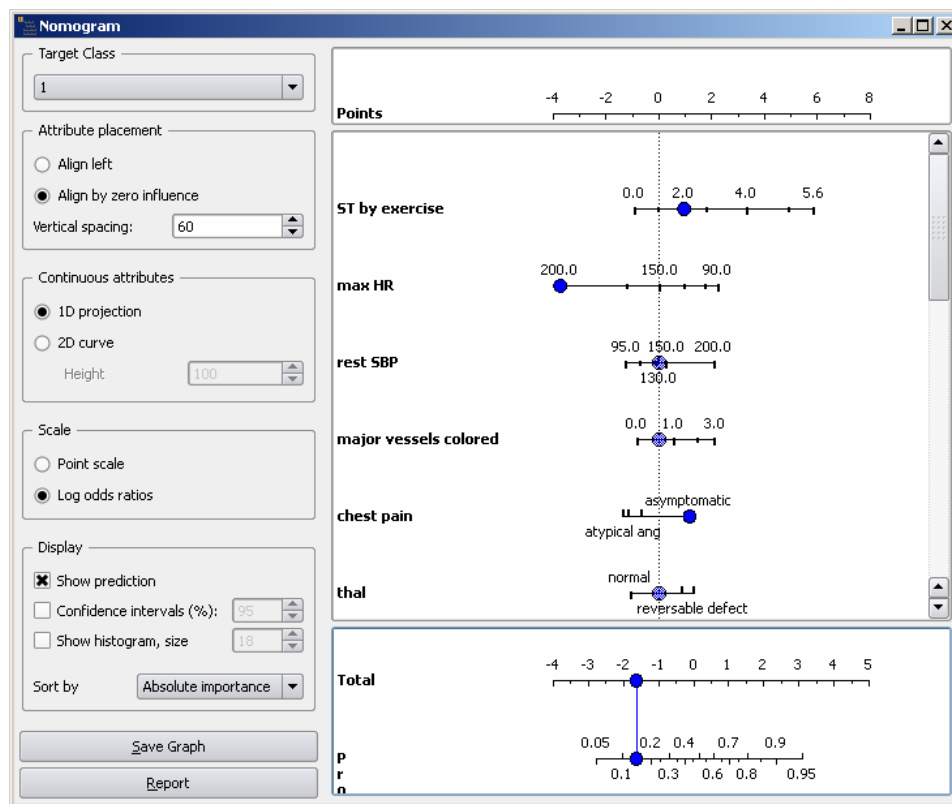 Nomogram
Target Class
1
Attribute placement
Align left
Align by zero influence
Vertical spacing: 60
Continuous attributes
1D projection
2D curve
Height 100
Scale
Point scale
Log odds ratios
Display
Show prediction
Confidence intervals (%): 95
Show histogram, size 18
Sort by Absolute importance
Save Graph
Report
-4 -2 0 2 4 6 8
Points
0.0 2.0 4.0 5.6
ST by exercise
200.0 150.0 90.0
max HR
95.0 150.0 200.0
rest SBP
130.0
0.0 1.0 3.0
major vessels colored
asymptomatic
chest pain
atypical ang
normal
thal
reversable defect
-4 -3 -2 -1 0 1 2 3 4 5
Total
0.05 0.2 0.4 0.7 0.9
P
0.1 0.3 0.6 0.8 0.95
r